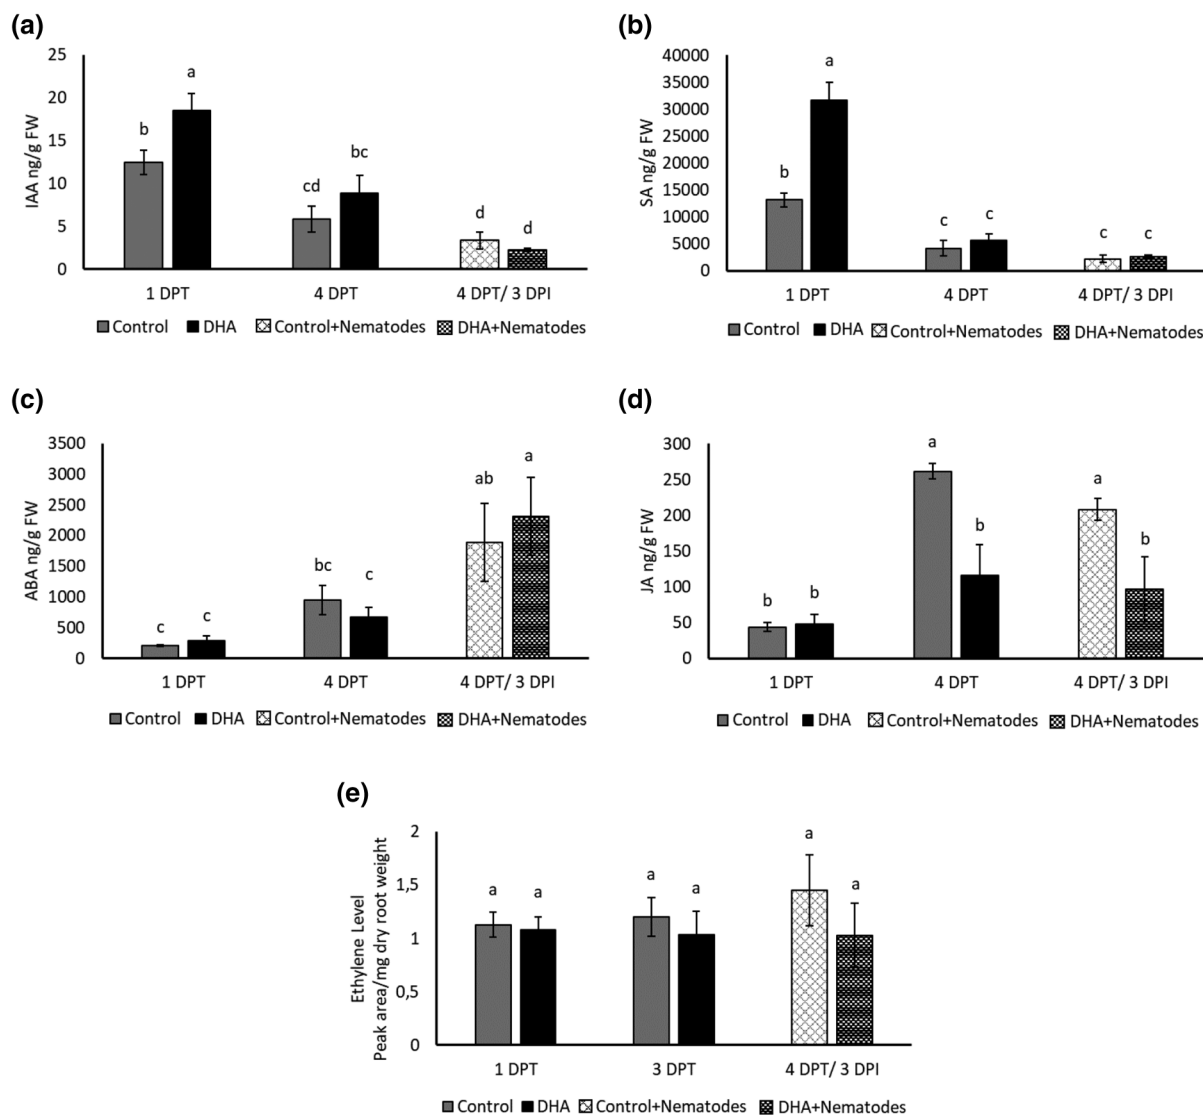 (a)
25
20
15
10
5
0
IAA ng/g FW
b
a
cd
bc
d
d
1 DPT
4 DPT
4 DPT/ 3 DPI
Control
DHA
Control+Nematodes
DHA+Nematodes
(b)
40000
35000
30000
25000
20000
15000
10000
5000
0
SA ng/g FW
b
a
c
c
c
c
1 DPT
4 DPT
4 DPT/ 3 DPI
Control
DHA
Control+Nematodes
DHA+Nematodes
(c)
3500
3000
2500
2000
1500
1000
500
0
ABA ng/g FW
c
c
bc
c
ab
a
1 DPT
4 DPT
4 DPT/ 3 DPI
Control
DHA
Control+Nematodes
DHA+Nematodes
(d)
300
250
200
150
100
50
0
JA ng/g FW
b
b
a
b
a
b
1 DPT
4 DPT
4 DPT/ 3 DPI
Control
DHA
Control+Nematodes
DHA+Nematodes
(e)
2
1,5
1
0,5
0
Ethylene Level
Peak area/mg dry root weight
a
a
a
a
a
a
1 DPT
3 DPT
4 DPT/ 3 DPI
Control
DHA
Control+Nematodes
DHA+Nematodes